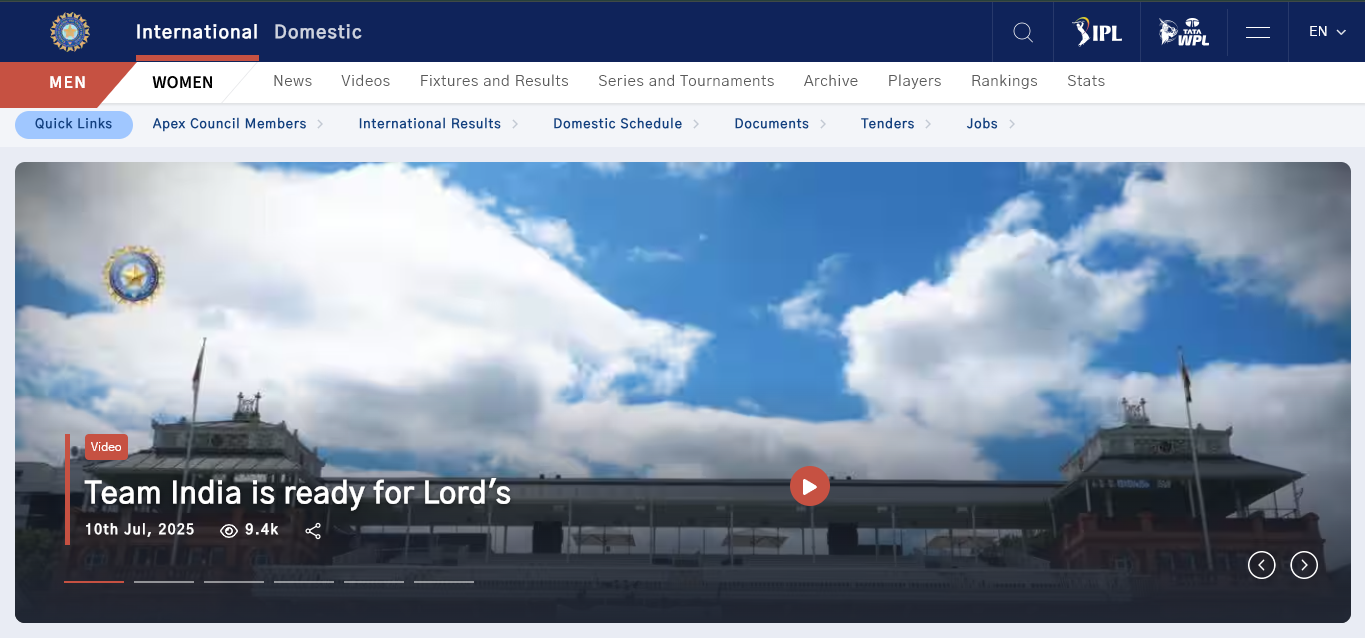 International Domestic
IPL
TATA
WPL
EN
MEN WOMEN News Videos Fixtures and Results Series and Tournaments Archive Players Rankings Stats
Quick Links Apex Council Members International Results Domestic Schedule Documents Tenders Jobs
Video
Team India is ready for Lord's
10th Jul, 2025 9.4k